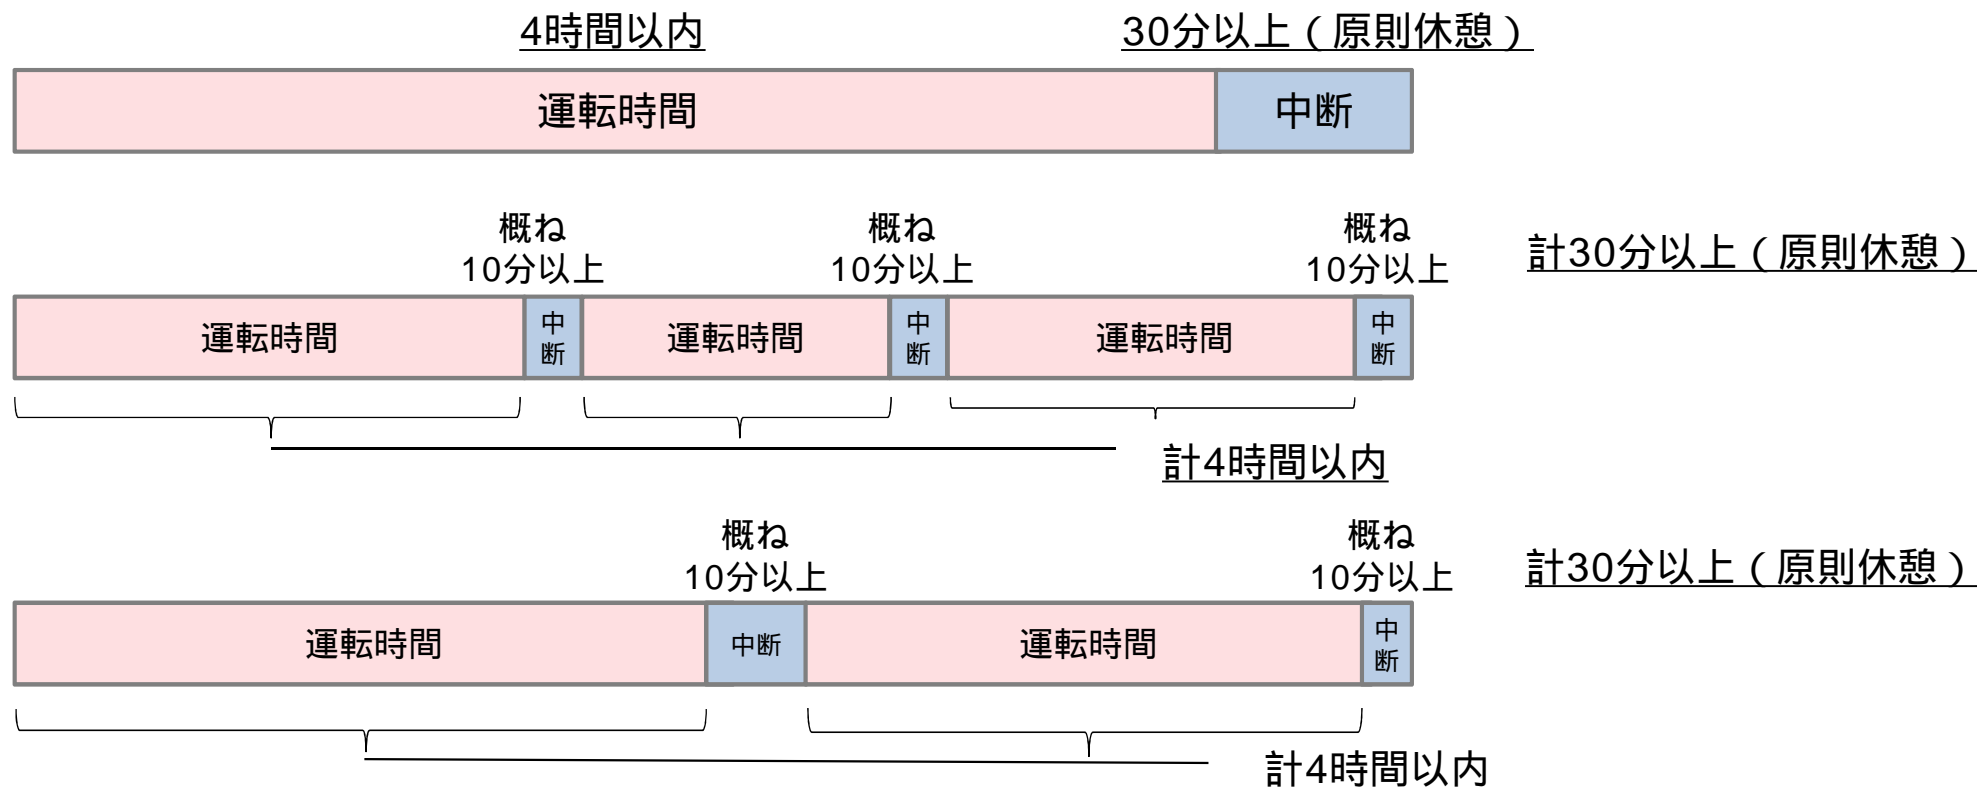 4時間以内
30分以上(原則休憩)
運転時間
中断
概ね
10分以上
概ね
10分以上
概ね
10分以上
計30分以上(原則休憩)
運転時間
中
断
運転時間
中
断
運転時間
中
断
計4時間以内
概ね
10分以上
概ね
10分以上
計30分以上(原則休憩)
運転時間
中断
運転時間
中
断
計4時間以内